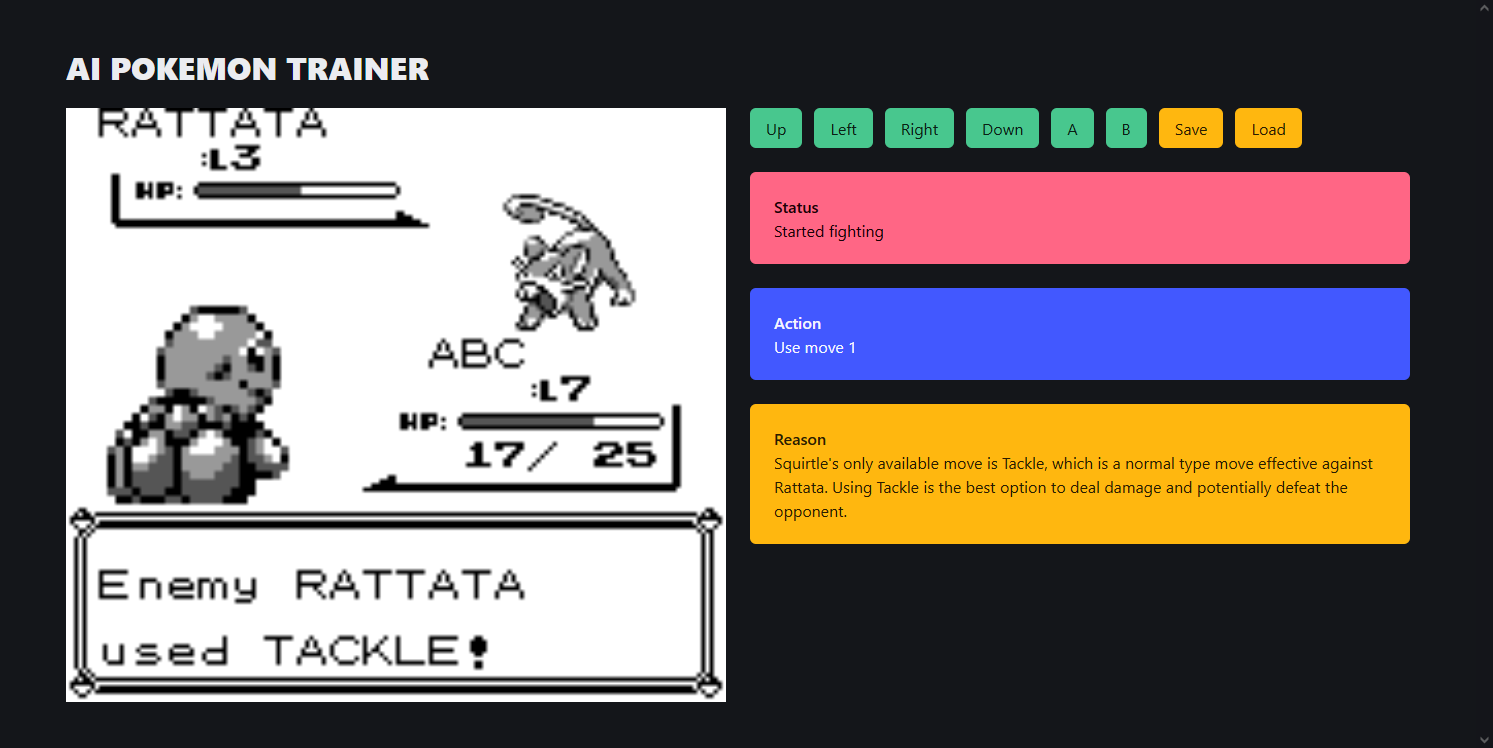 AI POKEMON TRAINER
RATTATA
:L3
HP:
ABC
:L7
HP:
17/ 25
Enemy RATTATA
used TACKLE!
Up Left Right Down A B Save Load
Status
Started fighting
Action
Use move 1
Reason
Squirtle's only available move is Tackle, which is a normal type move effective against
Rattata. Using Tackle is the best option to deal damage and potentially defeat the
opponent.